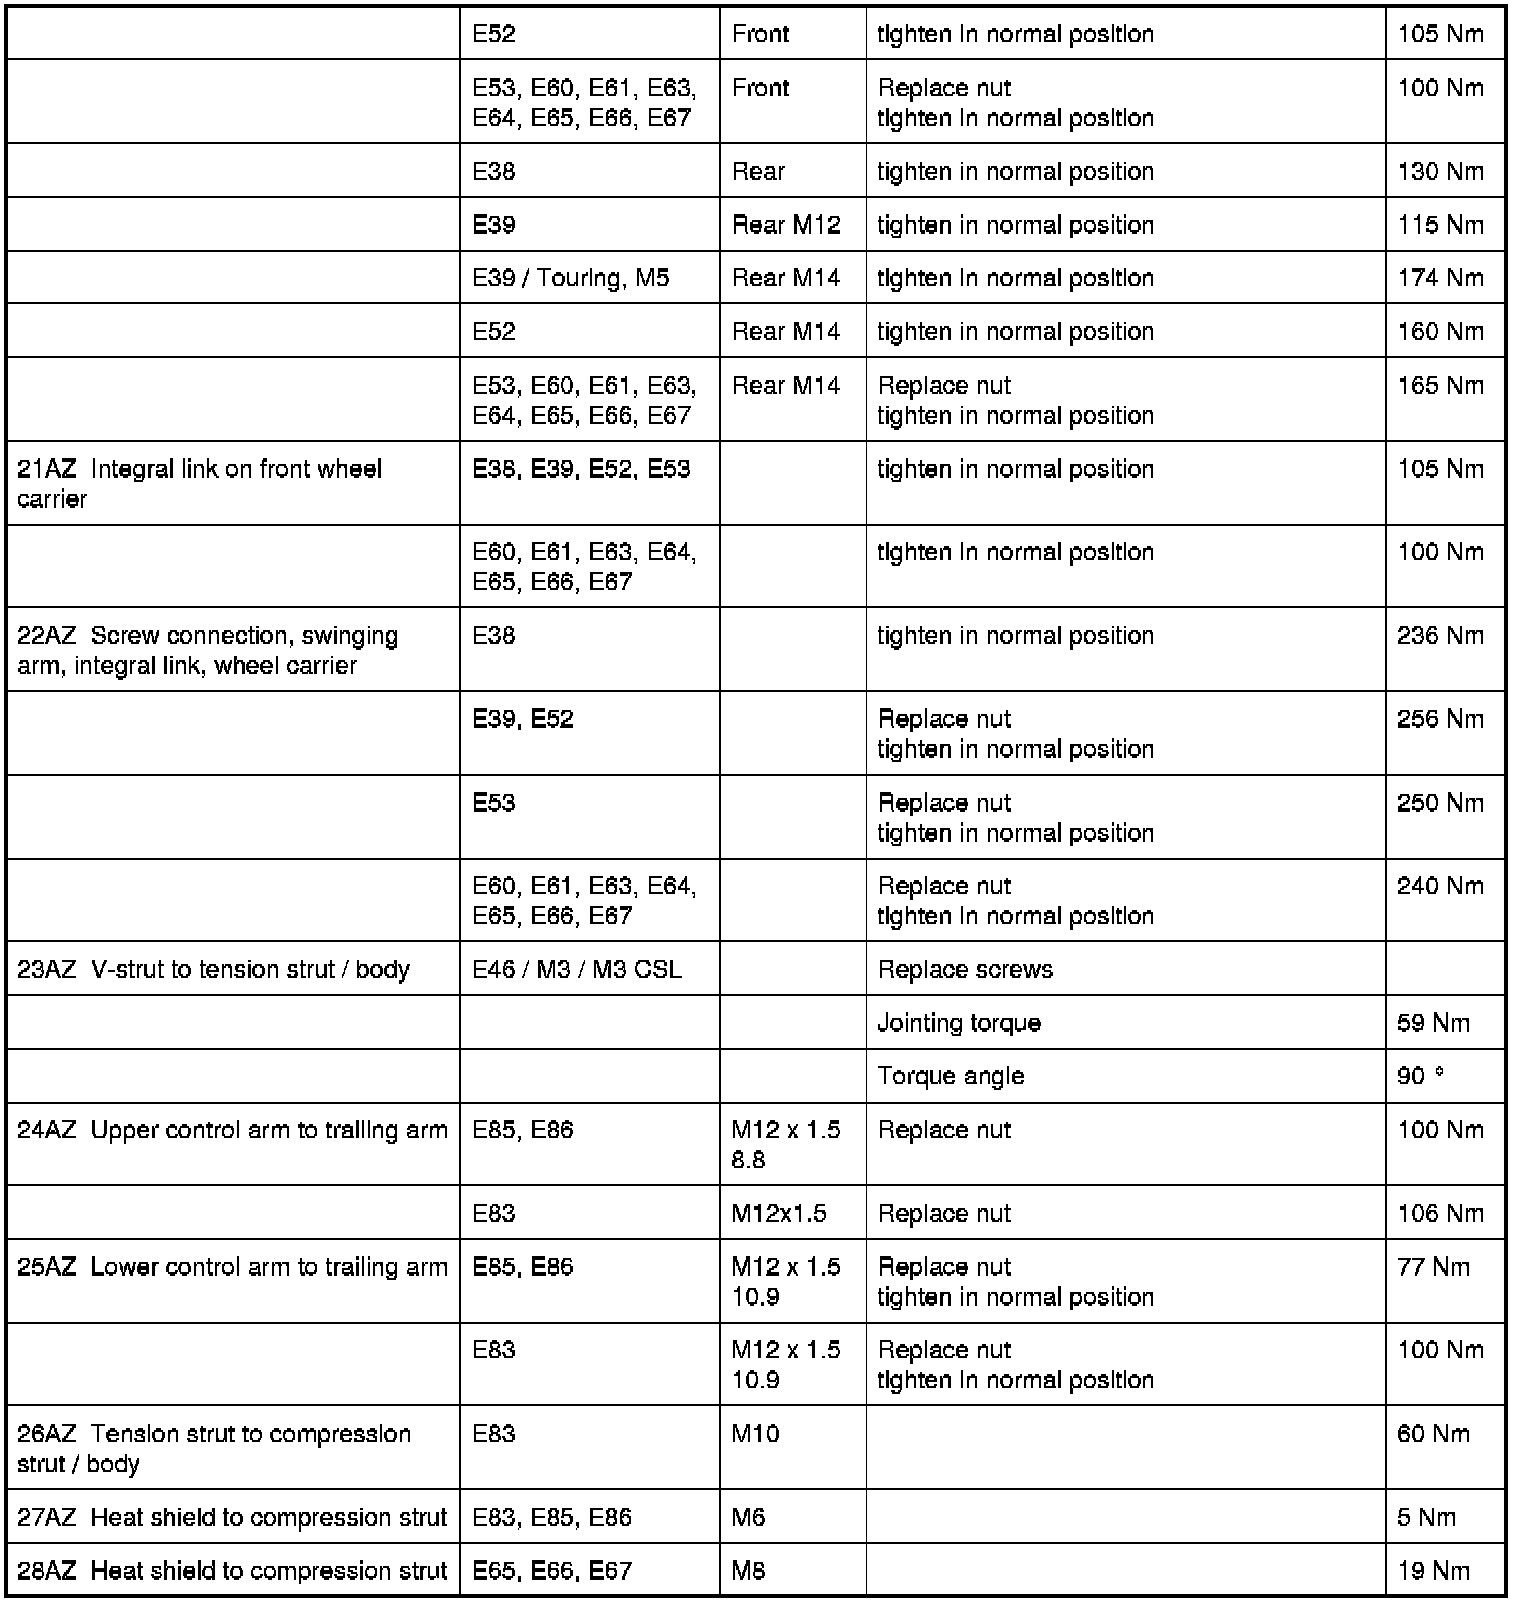 E52 Front tighten in normal position 105 Nm
E53, E60, E61, E63, Front Replace nut 100 Nm
E64, E65, E66, E67 tighten in normal position
E38 Rear tighten in normal position 130 Nm
E39 Rear M12 tighten in normal position 115 Nm
E39 / Touring, M5 Rear M14 tighten in normal position 174 Nm
E52 Rear M14 tighten in normal position 160 Nm
E53, E60, E61, E63, Rear M14 Replace nut 165 Nm
E64, E65, E66, E67 tighten in normal position
21AZ Integral link on front wheel E38, E39, E52, E53 tighten in normal position 105 Nm
carrier
E60, E61, E63, E64, tighten in normal position 100 Nm
E65, E66, E67
22AZ Screw connection, swinging E38 tighten in normal position 236 Nm
arm, integral link, wheel carrier
E39, E52 Replace nut 256 Nm
tighten in normal position
E53 Replace nut 250 Nm
tighten in normal position
E60, E61, E63, E64, Replace nut 240 Nm
E65, E66, E67 tighten in normal position
23AZ V-strut to tension strut / body E46 / M3 / M3 CSL Replace screws
Jointing torque 59 Nm
Torque angle 90 °
24AZ Upper control arm to trailing arm E85, E86 M12 x 1.5 Replace nut 100 Nm
8.8
E83 M12x1.5 Replace nut 106 Nm
25AZ Lower control arm to trailing arm E85, E86 M12 x 1.5 Replace nut 77 Nm
10.9 tighten in normal position
E83 M12 x 1.5 Replace nut 100 Nm
10.9 tighten in normal position
26AZ Tension strut to compression E83 M10 60 Nm
strut / body
27AZ Heat shield to compression strut E83, E85, E86 M6 5 Nm
28AZ Heat shield to compression strut E65, E66, E67 M8 19 Nm